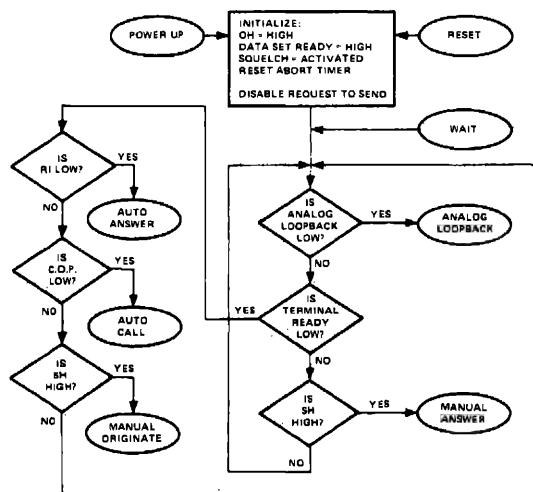 POWER UP
INITIALIZE:
OH = HIGH
DATA SET READY = HIGH
SQUELCH = ACTIVATED
RESET ABORT TIMER
DISABLE REQUEST TO SEND
RESET
WAIT
IS
RI LOW?
YES
NO
AUTO
ANSWER
IS
ANALOG
LOOPBACK
LOW?
YES
NO
ANALOG
LOOPBACK
IS
C.O.P.
LOW?
YES
NO
AUTO
CALL
IS
TERMINAL
READY
LOW?
YES
NO
IS
SH
HIGH?
YES
NO
MANUAL
ORIGINATE
IS
SH
HIGH?
YES
NO
MANUAL
ANSWER